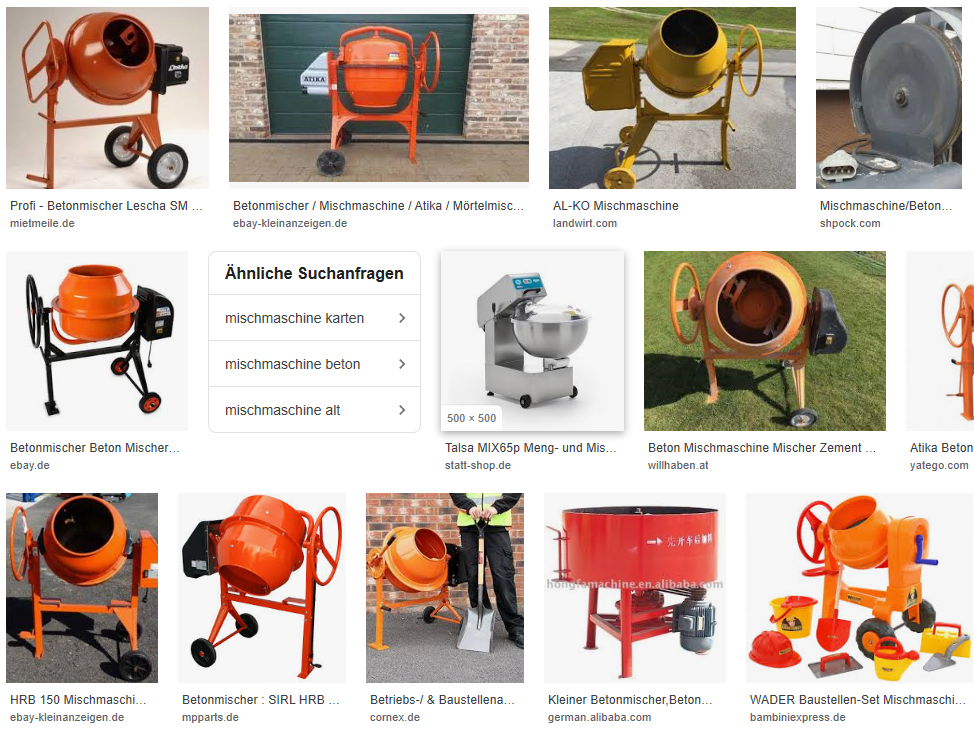 ATIKA
Profi - Betonmischer Lescha SM ...
mietmeile.de
Betonmischer / Mischmaschine / Atika / Mörtelmisc...
ebay-kleinanzeigen.de
AL-KO Mischmaschine
landwirt.com
Mischmaschine/Beton...
shpock.com
Ähnliche Suchanfragen
mischmaschine karten
mischmaschine beton
mischmaschine alt
500 × 500
Betonmischer Beton Mischer...
ebay.de
Talsa MIX65p Meng- und Mis...
statt-shop.de
Beton Mischmaschine Mischer Zement ...
willhaben.at
Atika Beton
yatego.com
hongfamachine.en.alibaba.com
HRB 150 Mischmaschi...
ebay-kleinanzeigen.de
Betonmischer : SIRL HRB ...
mpparts.de
Betriebs-/ & Baustellena...
cornex.de
Kleiner Betonmischer,Beton...
german.alibaba.com
WADER Baustellen-Set Mischmaschi...
bambiniexpress.de